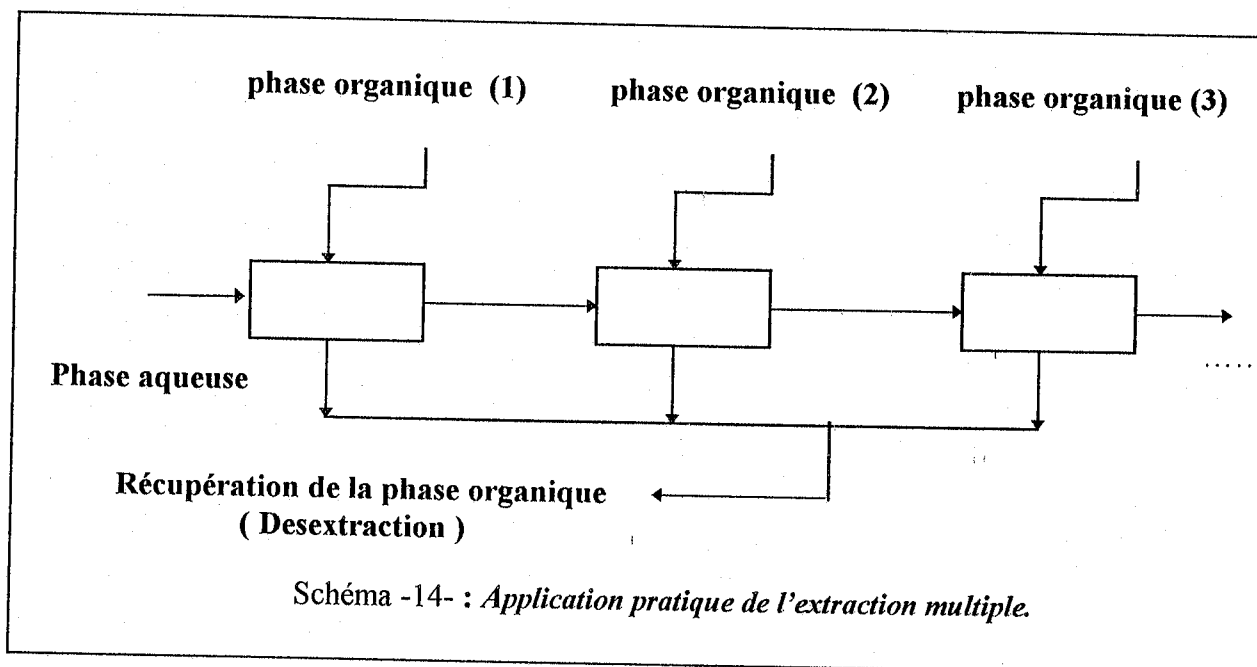 phase organique (1) phase organique (2) phase organique (3)
Phase aqueuse
.....
Récupération de la phase organique
( Desextraction )
Schéma -14- : Application pratique de l'extraction multiple.